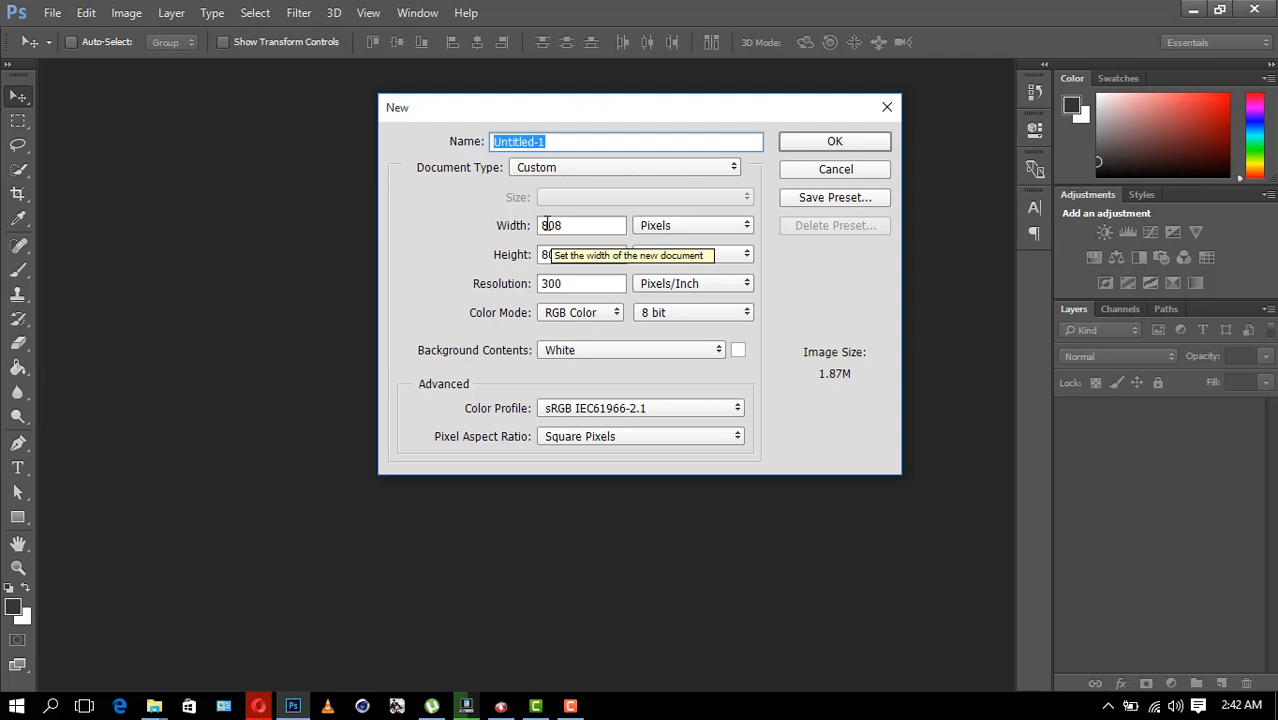 Ps File Edit Image Layer Type Select Filter 3D View Window Help
Auto-Select: Group Show Transform Controls 3D Mode: Essentials
New
Name: Untitled-1 OK
Document Type: Custom Cancel
Size: Save Preset...
Width: 808 Pixels Delete Preset...
Height: Set the width of the new document
Resolution: 300 Pixels/Inch
Color Mode: RGB Color 8 bit
Background Contents: White
Image Size:
1.87M
Advanced
Color Profile: sRGB IEC61966-2.1
Pixel Aspect Ratio: Square Pixels
Color Swatches
Adjustments Styles
Add an adjustment
Layers Channels Paths
Kind
Normal Opacity:
Lock: Fill:
2:42 AM